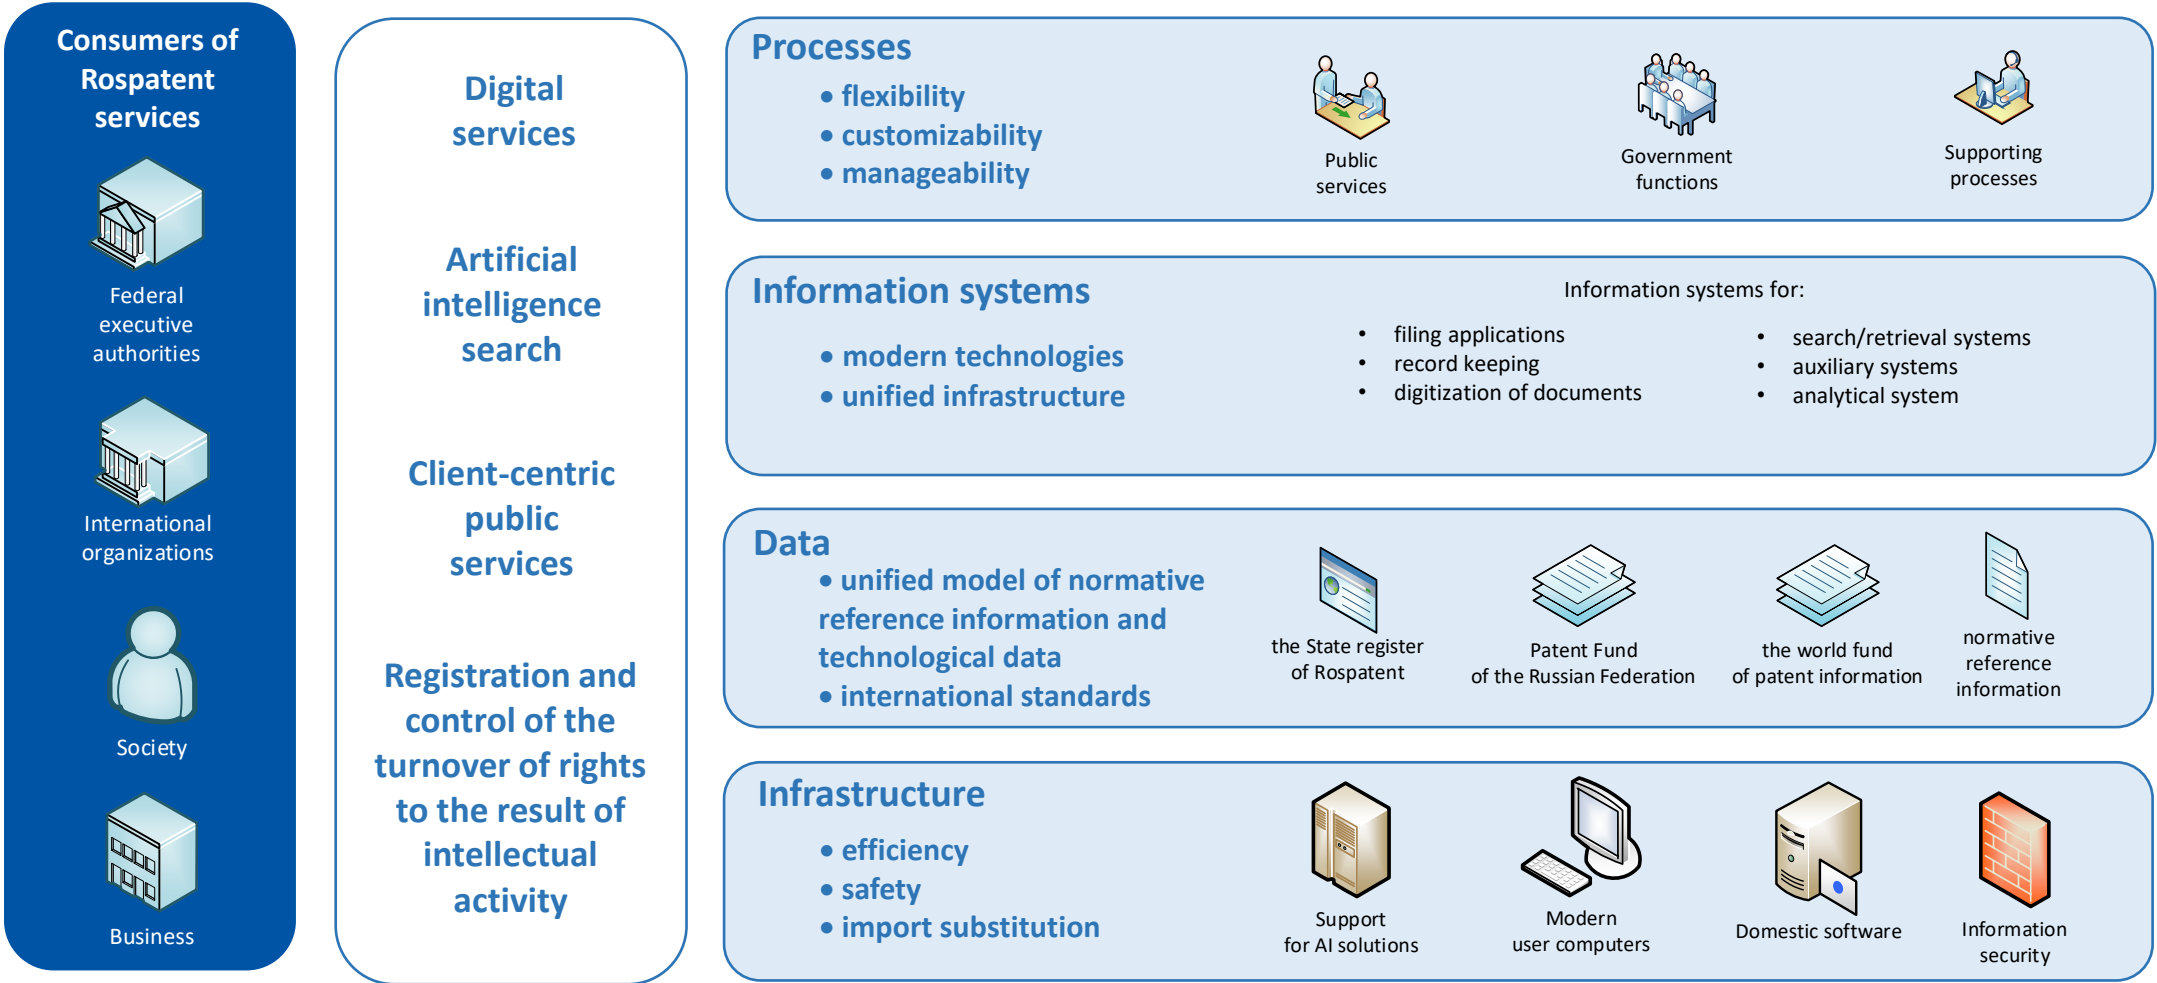 Consumers of
Rospatent
services
Federal
executive
authorities
International
organizations
Society
Business
Digital
services
Artificial
intelligence
search
Client-centric
public
services
Registration and
control of the
turnover of rights
to the result of
intellectual
activity
Processes
• flexibility
• customizability
• manageability
Public
services
Government
functions
Supporting
processes
Information systems
• modern technologies
• unified infrastructure
Information systems for:
• filing applications
• record keeping
• digitization of documents
• search/retrieval systems
• auxiliary systems
• analytical system
Data
• unified model of normative
reference information and
technological data
• international standards
the State register
of Rospatent
Patent Fund
of the Russian Federation
the world fund
of patent information
normative
reference
information
Infrastructure
• efficiency
• safety
• import substitution
Support
for AI solutions
Modern
user computers
Domestic software
Information
security